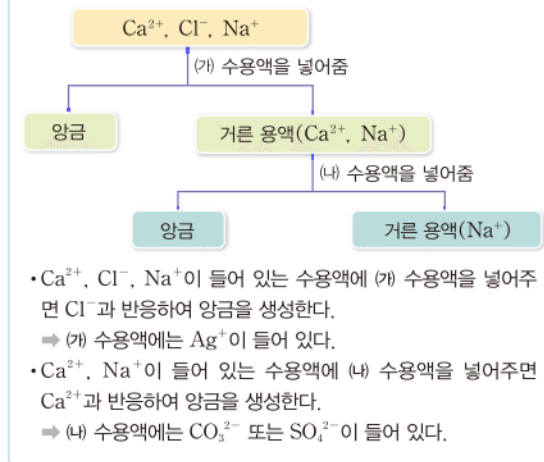 Ca²⁺, Cl⁻, Na⁺
㈎ 수용액을 넣어줌
앙금
거른 용액(Ca²⁺, Na⁺)
㈏ 수용액을 넣어줌
앙금
거른 용액(Na⁺)
•Ca²⁺, Cl⁻, Na⁺이 들어 있는 수용액에 ㈎ 수용액을 넣어주
면 Cl⁻과 반응하여 앙금을 생성한다.
➡ ㈎ 수용액에는 Ag⁺이 들어 있다.
•Ca²⁺, Na⁺이 들어 있는 수용액에 ㈏ 수용액을 넣어주면
Ca²⁺과 반응하여 앙금을 생성한다.
➡ ㈏ 수용액에는 CO₃²⁻ 또는 SO₄²⁻이 들어 있다.